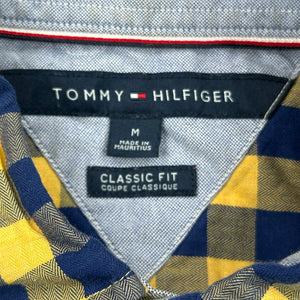 TOMMY HILFIGER
M
MADE IN
MAURITIUS
CLASSIC FIT
COUPE CLASSIQUE